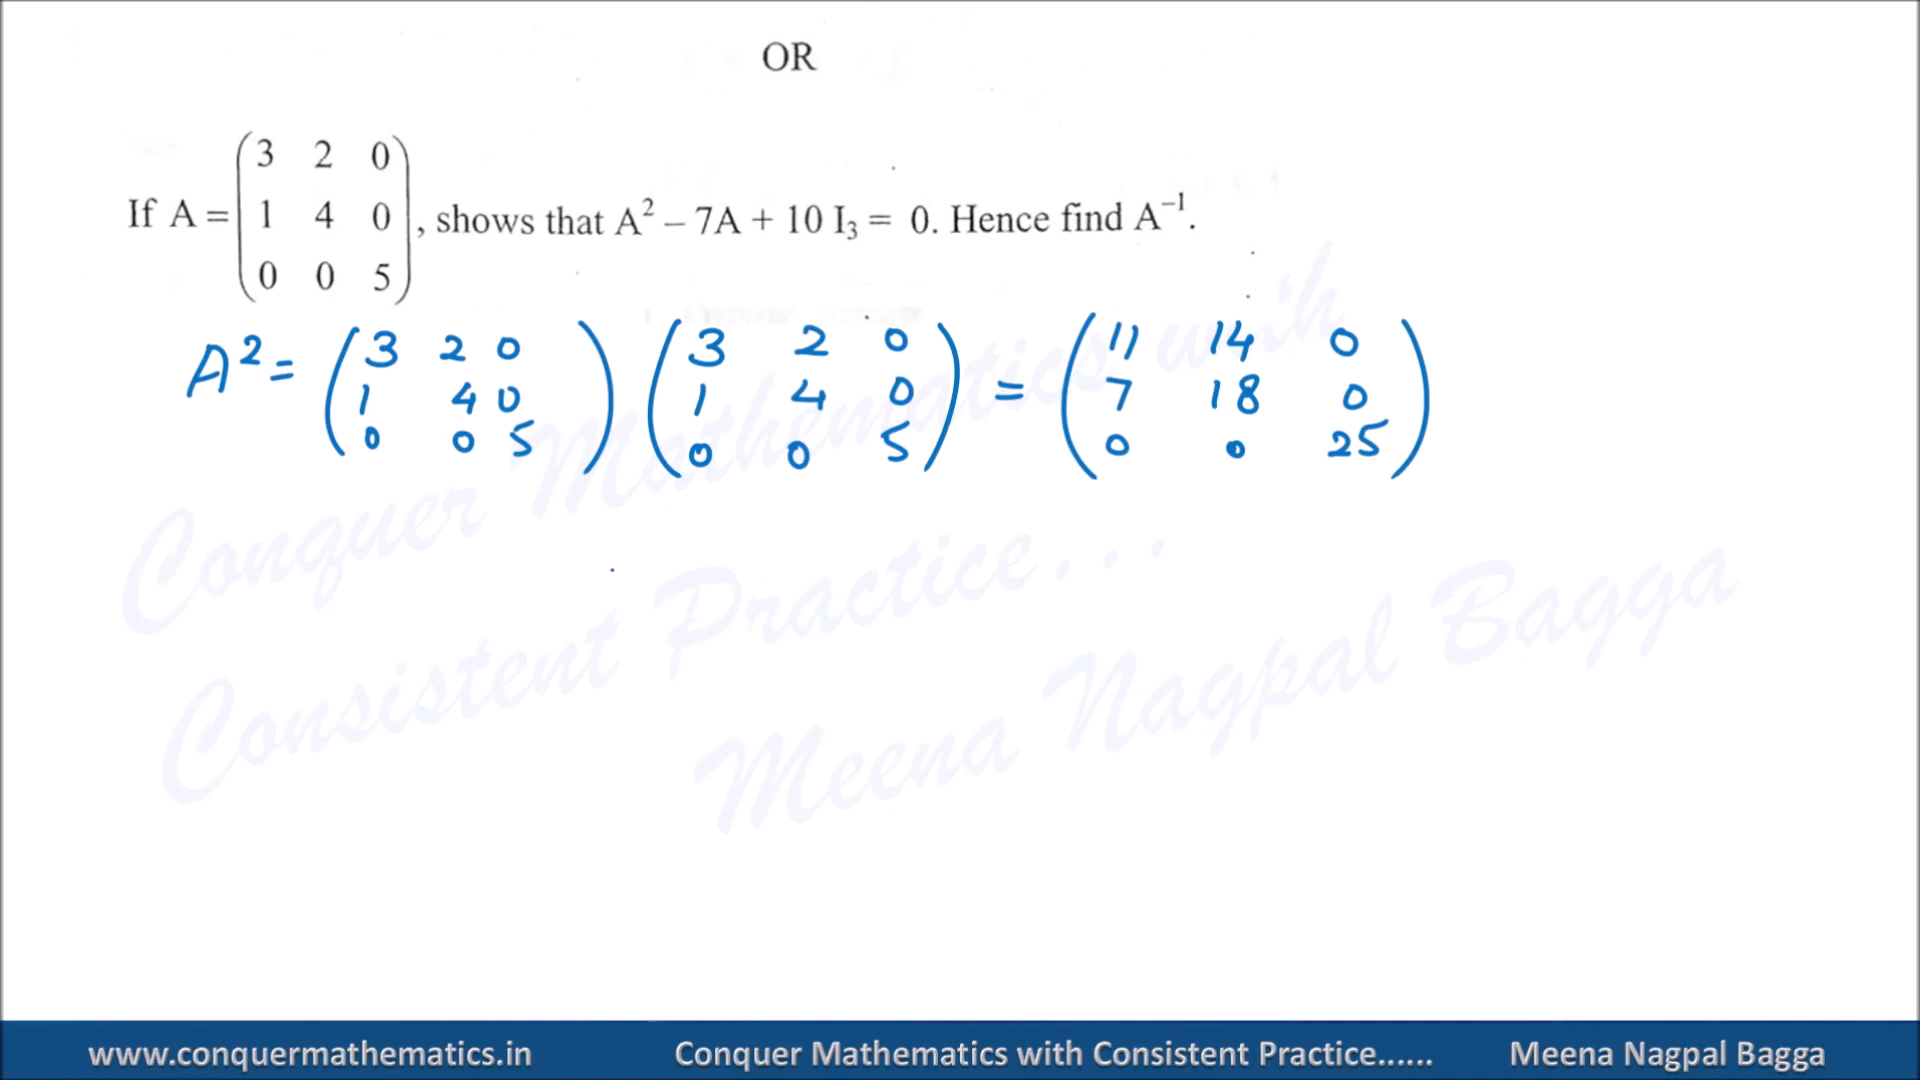 OR
If A = (3 2 0
1 4 0
0 0 5), shows that A² – 7A + 10 I₃ = 0. Hence find A⁻¹.
A² = (3 2 0
1 4 0
0 0 5) (3 2 0
1 4 0
0 0 5) = (11 14 0
7 18 0
0 0 25)
Conquer Mathematics with
Consistent Practice...
Meena Nagpal Bagga
www.conquermathematics.in Conquer Mathematics with Consistent Practice...... Meena Nagpal Bagga